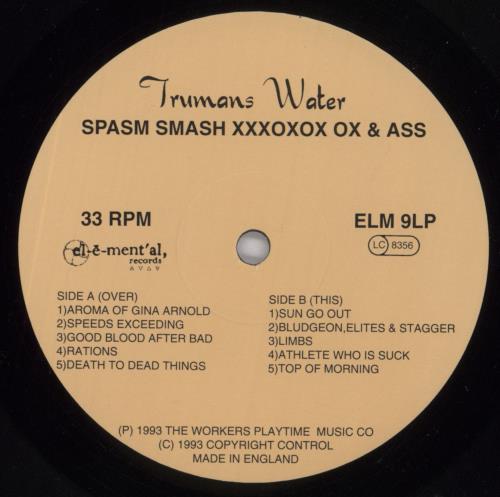 Trumans Water
SPASM SMASH XXXOXOX OX & ASS
33 RPM
ELM 9LP
el-ē-ment'al,
records
LC 8356
SIDE A (OVER)
1)AROMA OF GINA ARNOLD
2)SPEEDS EXCEEDING
3)GOOD BLOOD AFTER BAD
4)RATIONS
5)DEATH TO DEAD THINGS
SIDE B (THIS)
1)SUN GO OUT
2)BLUDGEON,ELITES & STAGGER
3)LIMBS
4)ATHLETE WHO IS SUCK
5)TOP OF MORNING
(P) 1993 THE WORKERS PLAYTIME MUSIC CO
(C) 1993 COPYRIGHT CONTROL
MADE IN ENGLAND